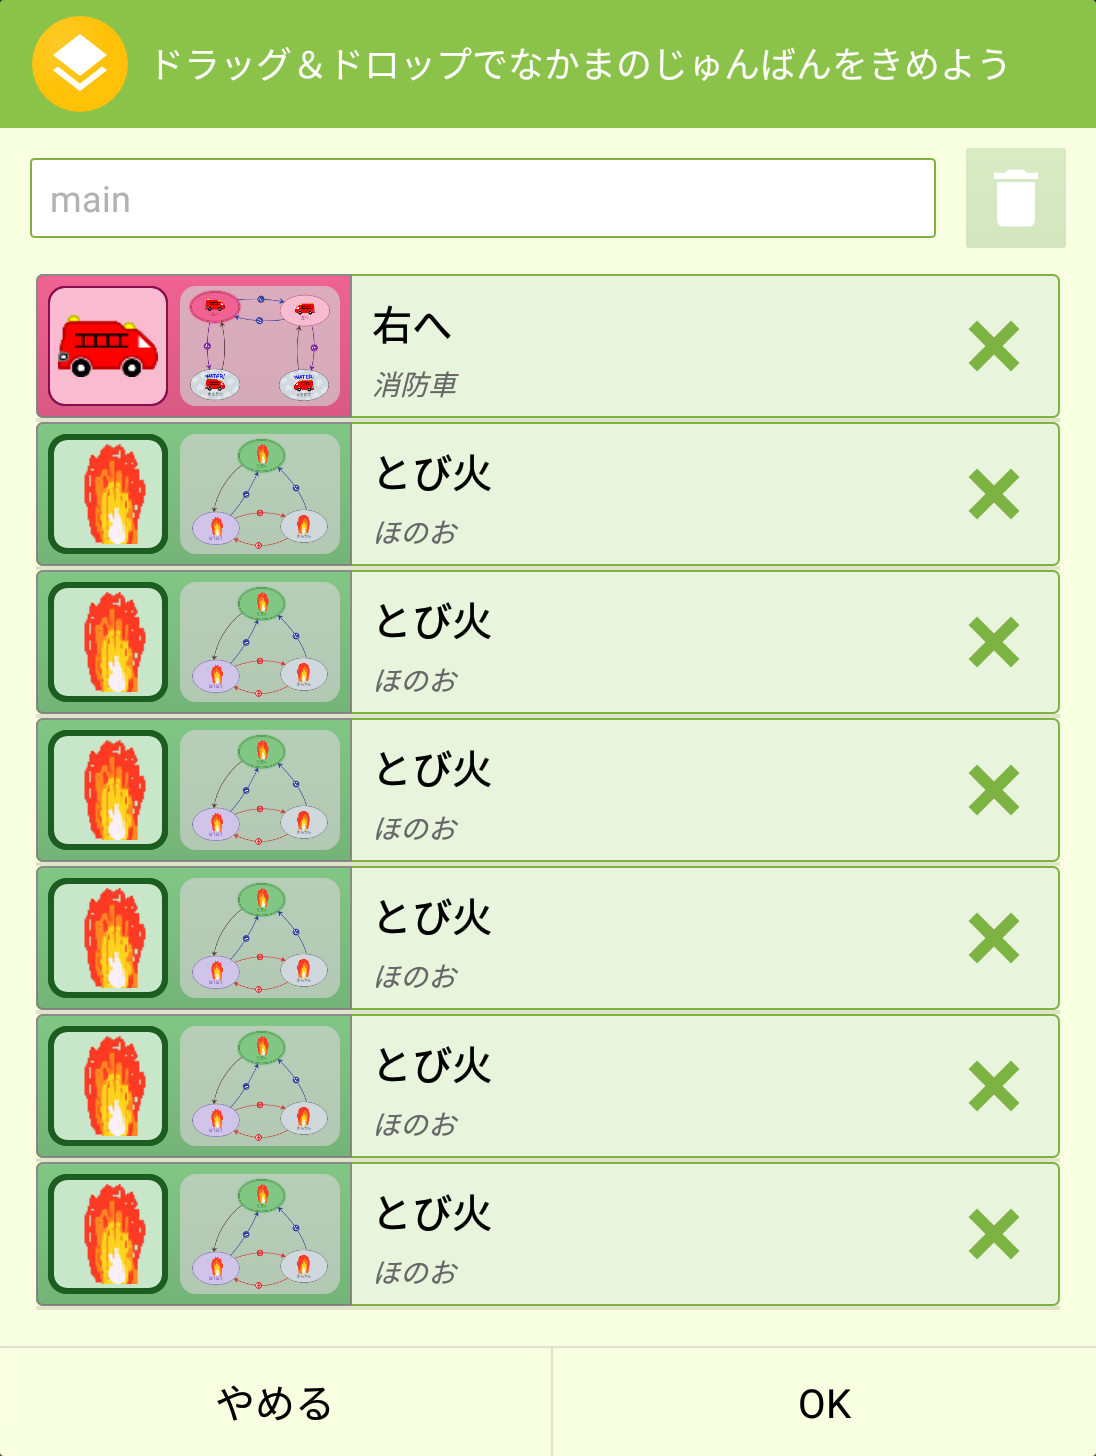 ドラッグ＆ドロップでなかまのじゅんばんをきめよう
main
右へ
消防車
とび火
ほのお
とび火
ほのお
とび火
ほのお
とび火
ほのお
とび火
ほのお
とび火
ほのお
やめる
OK